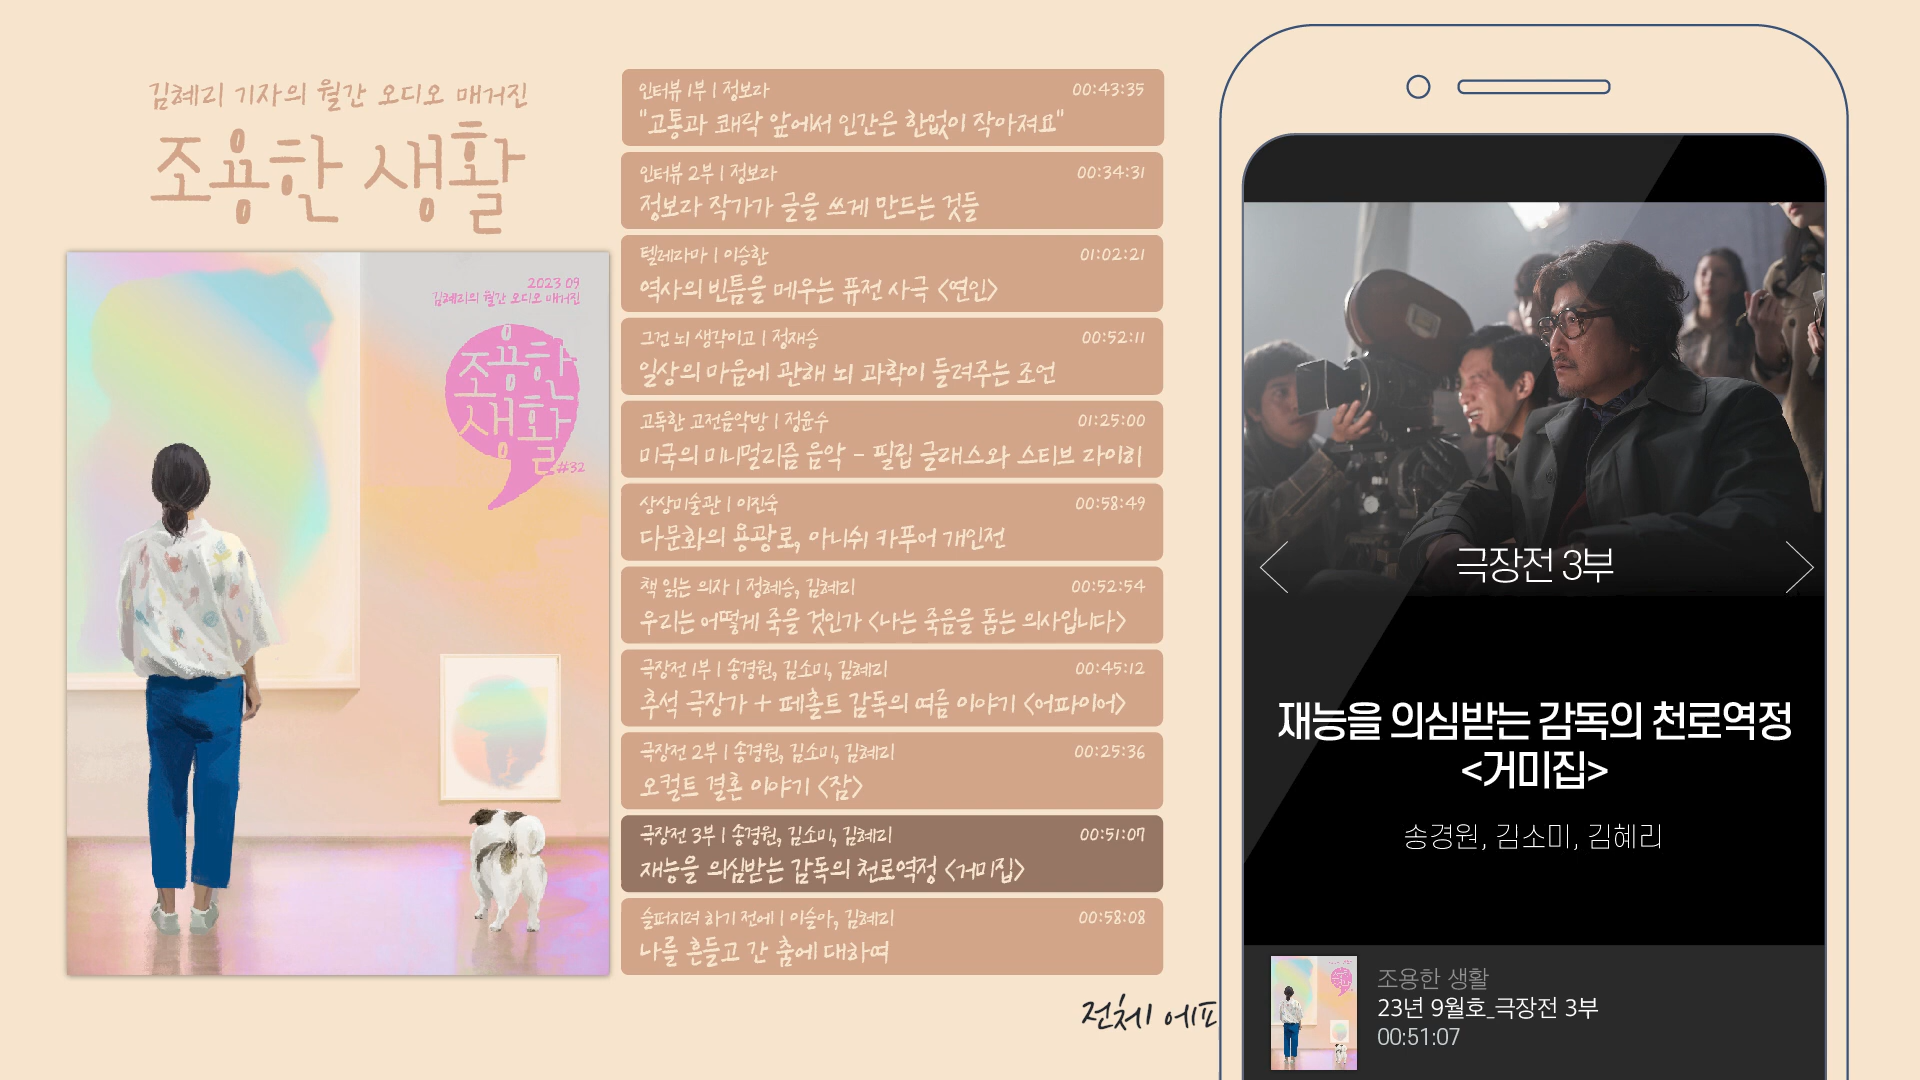 김혜리 기자의 월간 오디오 매거진
조용한 생활
2023 09
김혜리의 월간 오디오 매거진
조용한
생활
#32
인터뷰 1부 | 정보라 00:43:35
"고통과 쾌락 앞에서 인간은 한없이 작아져요"
인터뷰 2부 | 정보라 00:34:31
정보라 작가가 글을 쓰게 만드는 것들
텔레라마 | 이승한 01:02:21
역사의 빈틈을 메우는 퓨전 사극 <연인>
그건 뇌 생각이고 | 정재승 00:52:11
일상의 마음에 관해 뇌 과학이 들려주는 조언
고독한 고전음악방 | 정윤수 01:25:00
미국의 미니멀리즘 음악 - 필립 글래스와 스티브 라이히
상상미술관 | 이진숙 00:58:49
다문화의 용광로, 아니쉬 카푸어 개인전
책 읽는 의자 | 정혜승, 김혜리 00:52:54
우리는 어떻게 죽을 것인가 <나는 죽음을 돕는 의사입니다>
극장전 1부 | 송경원, 김소미, 김혜리 00:45:12
추석 극장가 + 페촐트 감독의 여름 이야기 <어파이어>
극장전 2부 | 송경원, 김소미, 김혜리 00:25:36
오컬트 결혼 이야기 <잠>
극장전 3부 | 송경원, 김소미, 김혜리 00:51:07
재능을 의심받는 감독의 천로역정 <거미집>
슬퍼지려 하기 전에 | 이슬아, 김혜리 00:58:08
나를 흔들고 간 춤에 대하여
전체 에피
극장전 3부
재능을 의심받는 감독의 천로역정
<거미집>
송경원, 김소미, 김혜리
조용한 생활
23년 9월호_극장전 3부
00:51:07